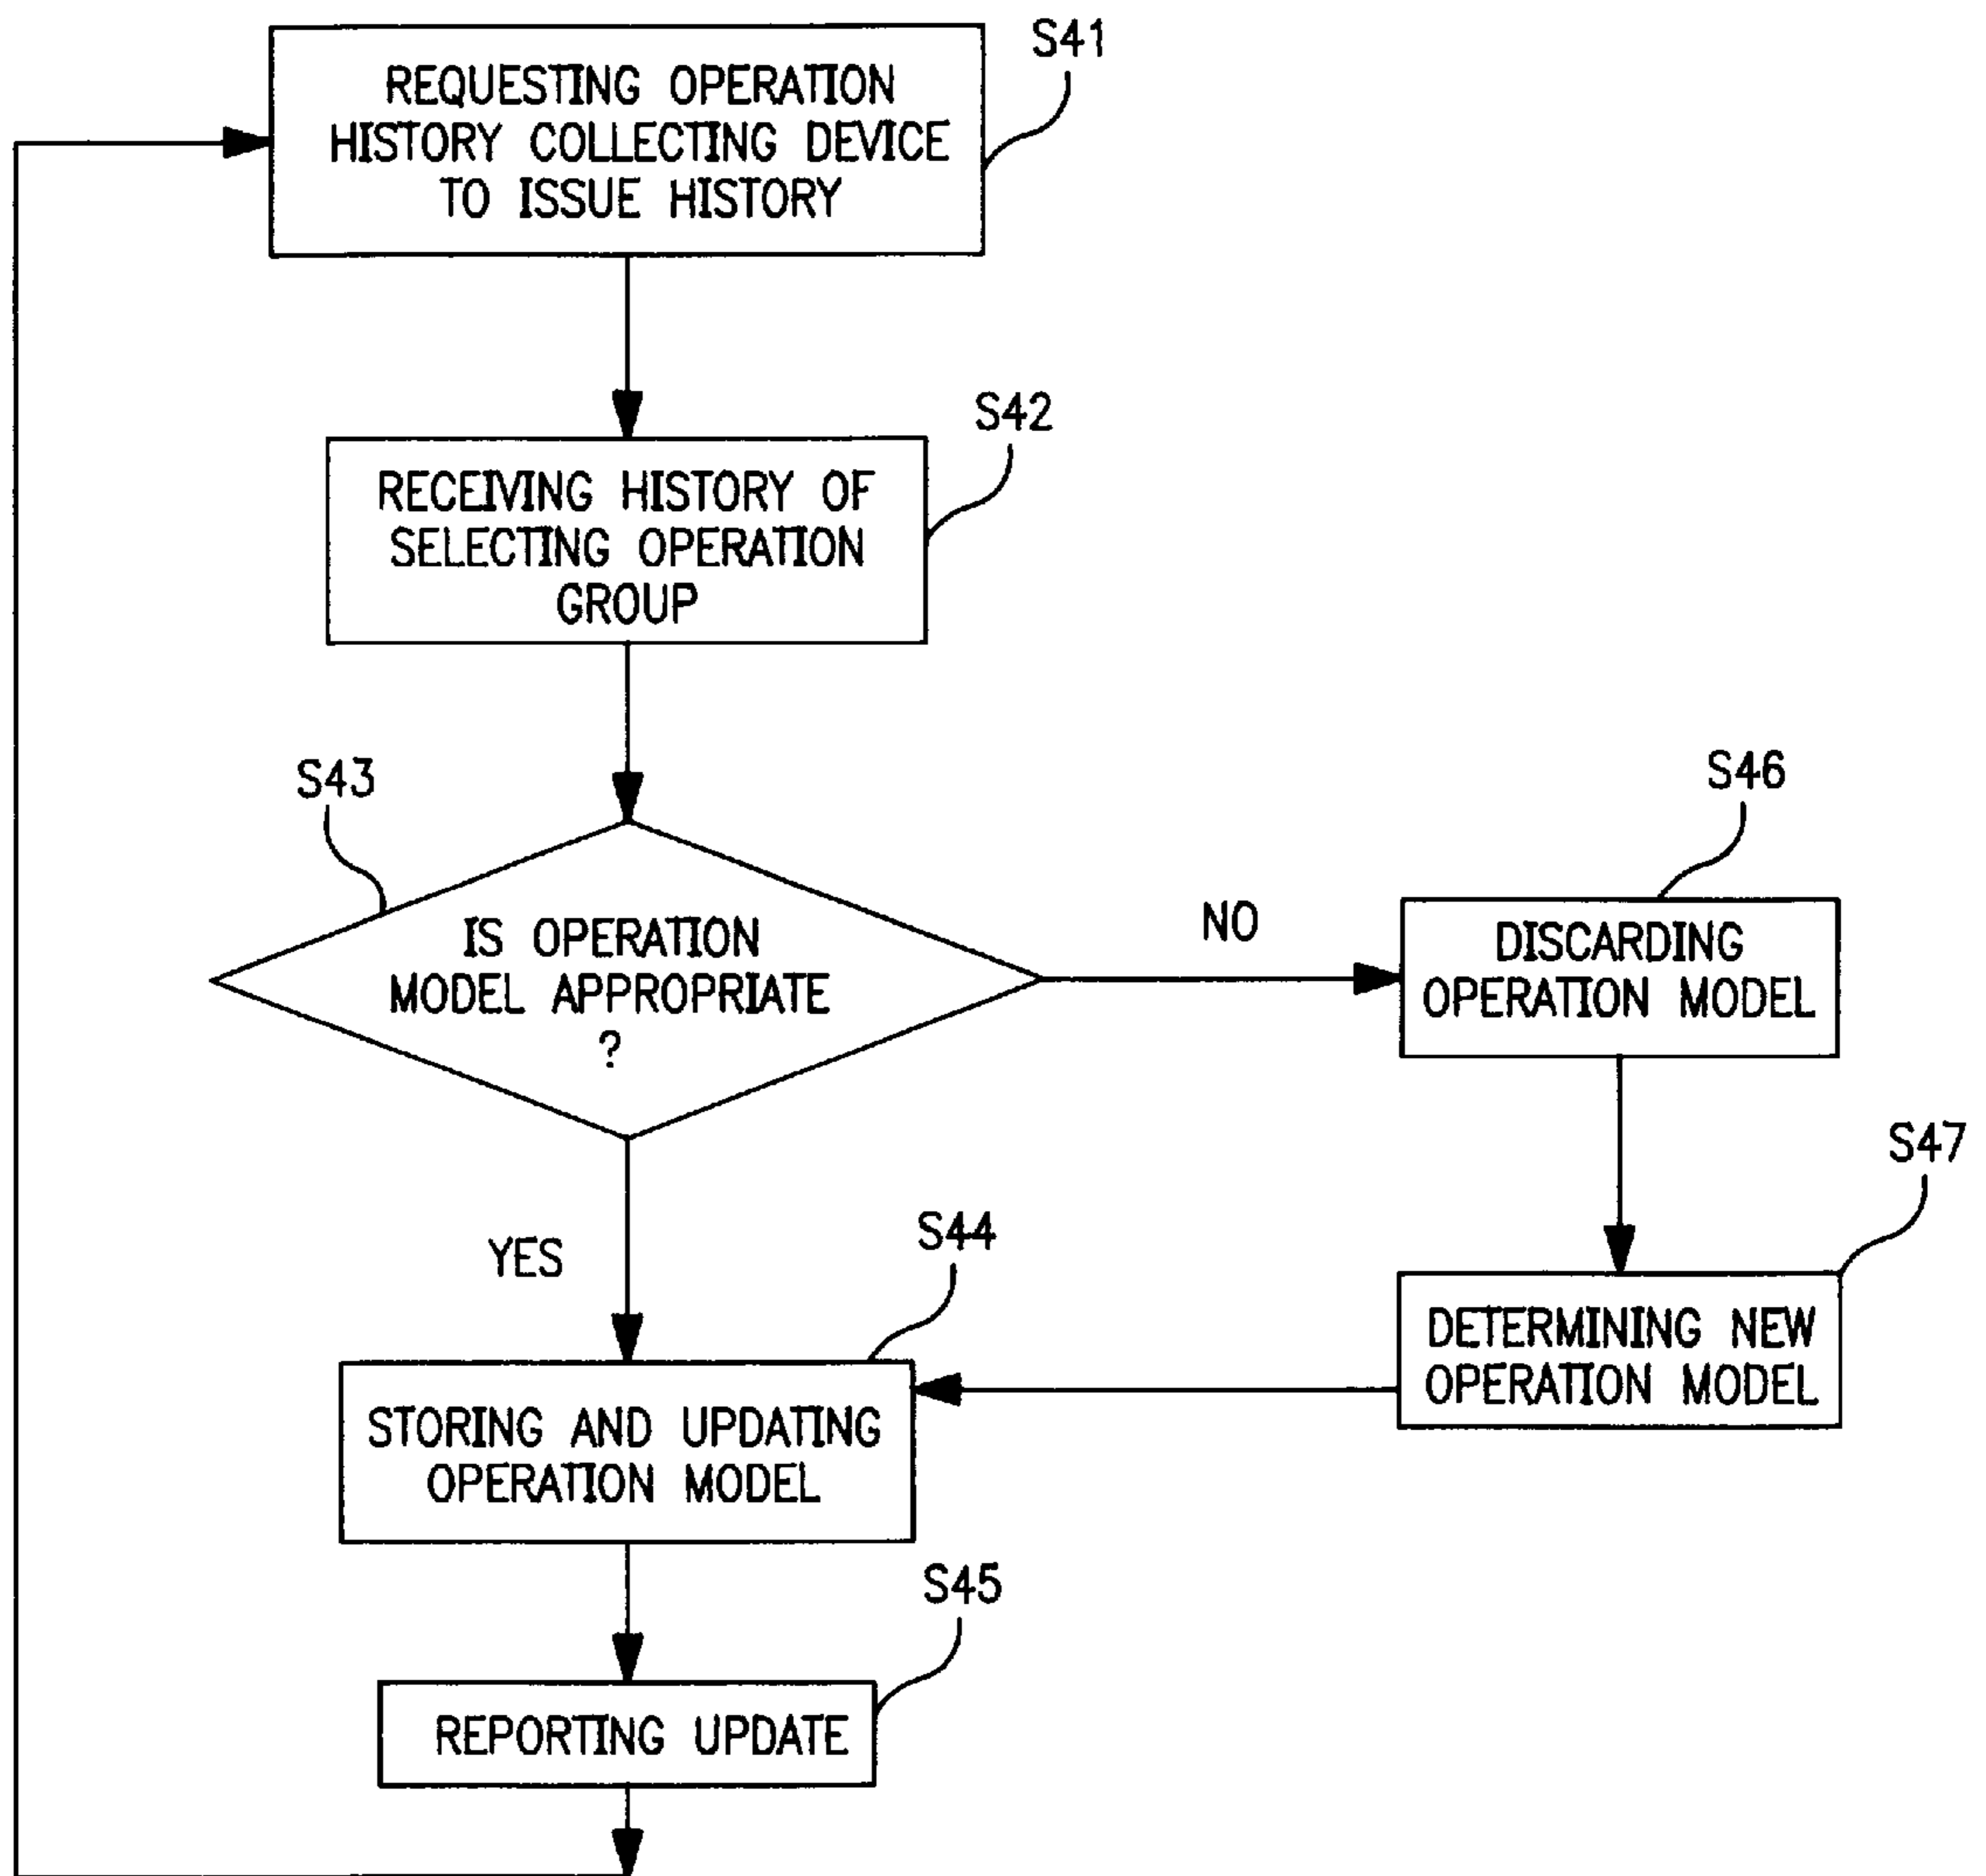 S41
REQUESTING OPERATION
HISTORY COLLECTING DEVICE
TO ISSUE HISTORY
S42
RECEIVING HISTORY OF
SELECTING OPERATION
GROUP
S43
IS OPERATION
MODEL APPROPRIATE
?
NO
S46
DISCARDING
OPERATION MODEL
S47
DETERMINING NEW
OPERATION MODEL
YES
S44
STORING AND UPDATING
OPERATION MODEL
S45
REPORTING UPDATE